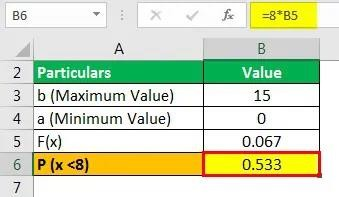 B6 fx =8*B5
A B
2 Particulars Value
3 b (Maximum Value) 15
4 a (Minimum Value) 0
5 F(x) 0.067
6 P (x <8) 0.533
7